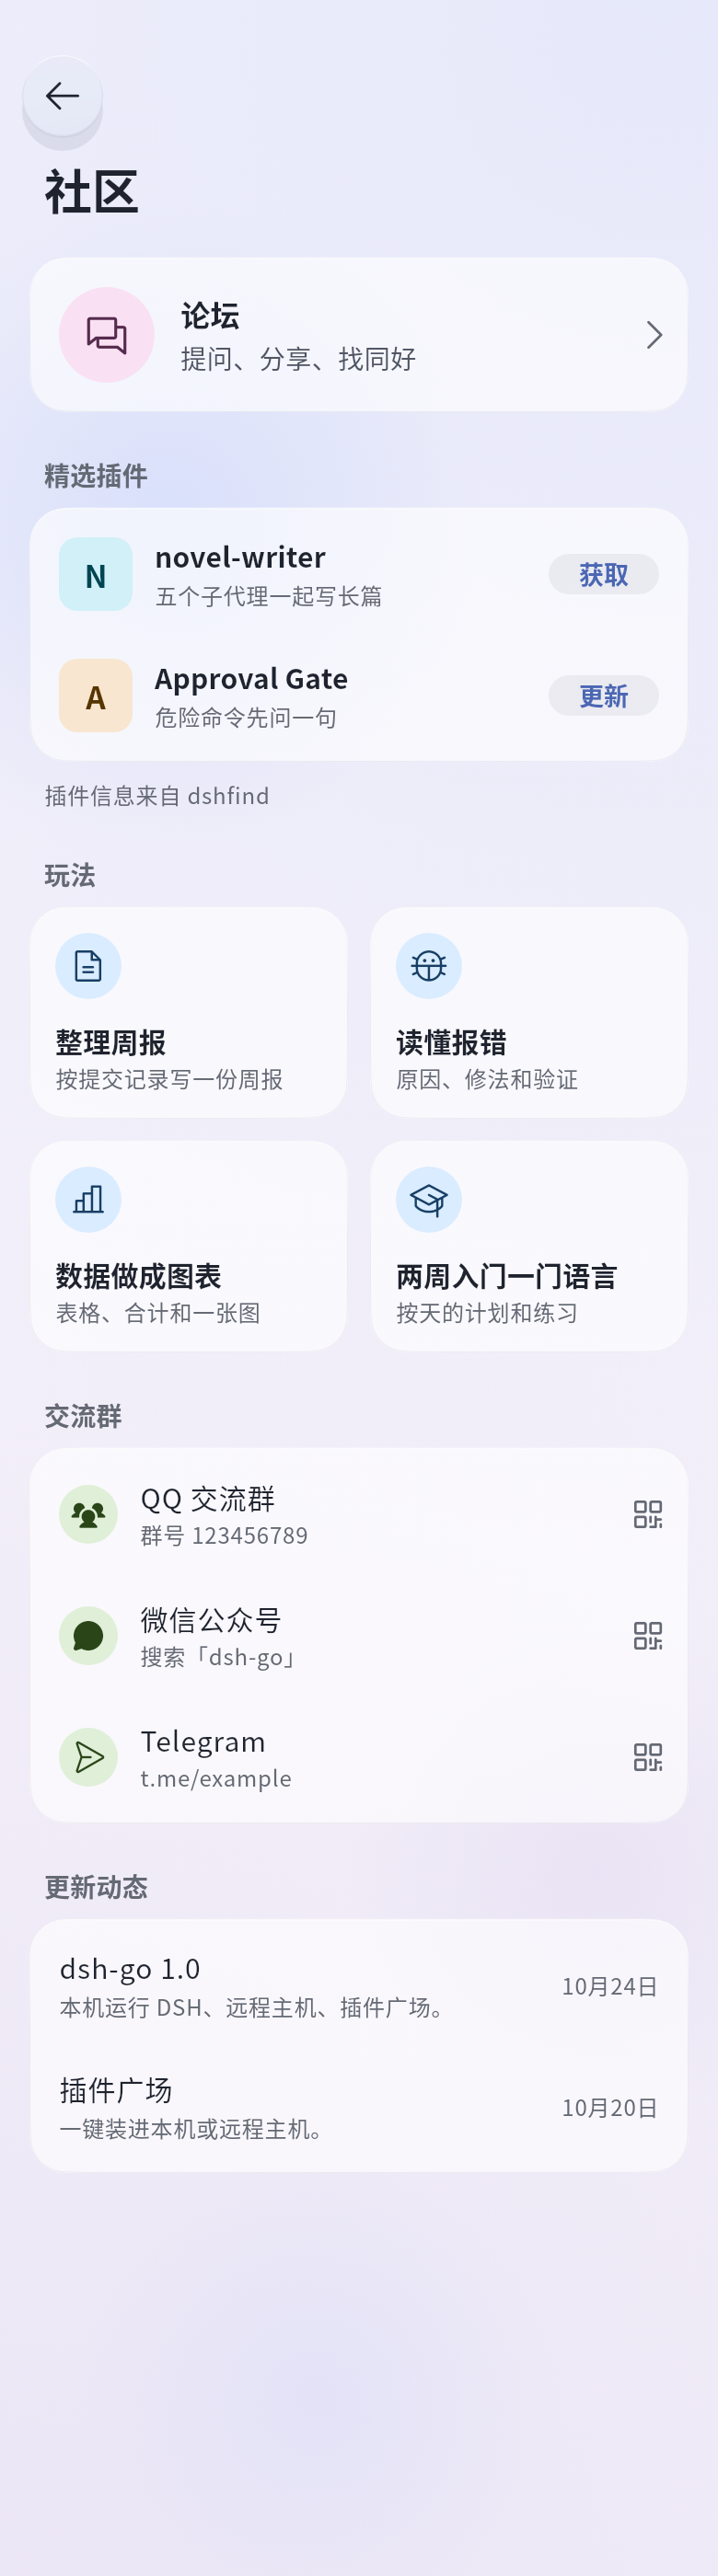 社区
论坛
提问、分享、找同好
精选插件
N
novel-writer
五个子代理一起写长篇
获取
A
Approval Gate
危险命令先问一句
更新
插件信息来自 dshfind
玩法
整理周报
按提交记录写一份周报
读懂报错
原因、修法和验证
数据做成图表
表格、合计和一张图
两周入门一门语言
按天的计划和练习
交流群
QQ 交流群
群号 123456789
微信公众号
搜索「dsh-go」
Telegram
t.me/example
更新动态
dsh-go 1.0
本机运行 DSH、远程主机、插件广场。
10月24日
插件广场
一键装进本机或远程主机。
10月20日